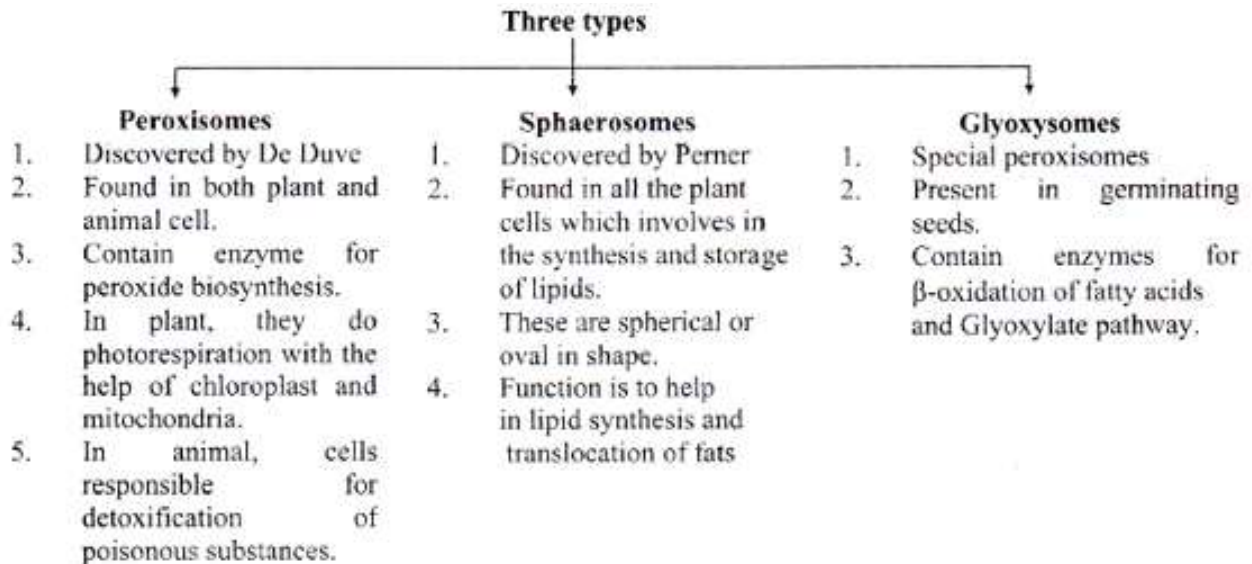 Three types
Peroxisomes
1. Discovered by De Duve
2. Found in both plant and
animal cell.
3. Contain enzyme for
peroxide biosynthesis.
4. In plant, they do
photorespiration with the
help of chloroplast and
mitochondria.
5. In animal, cells
responsible for
detoxification of
poisonous substances.
Sphaerosomes
1. Discovered by Perner
2. Found in all the plant
cells which involves in
the synthesis and storage
of lipids.
3. These are spherical or
oval in shape.
4. Function is to help
in lipid synthesis and
translocation of fats
Glyoxysomes
1. Special peroxisomes
2. Present in germinating
seeds.
3. Contain enzymes for
β-oxidation of fatty acids
and Glyoxylate pathway.